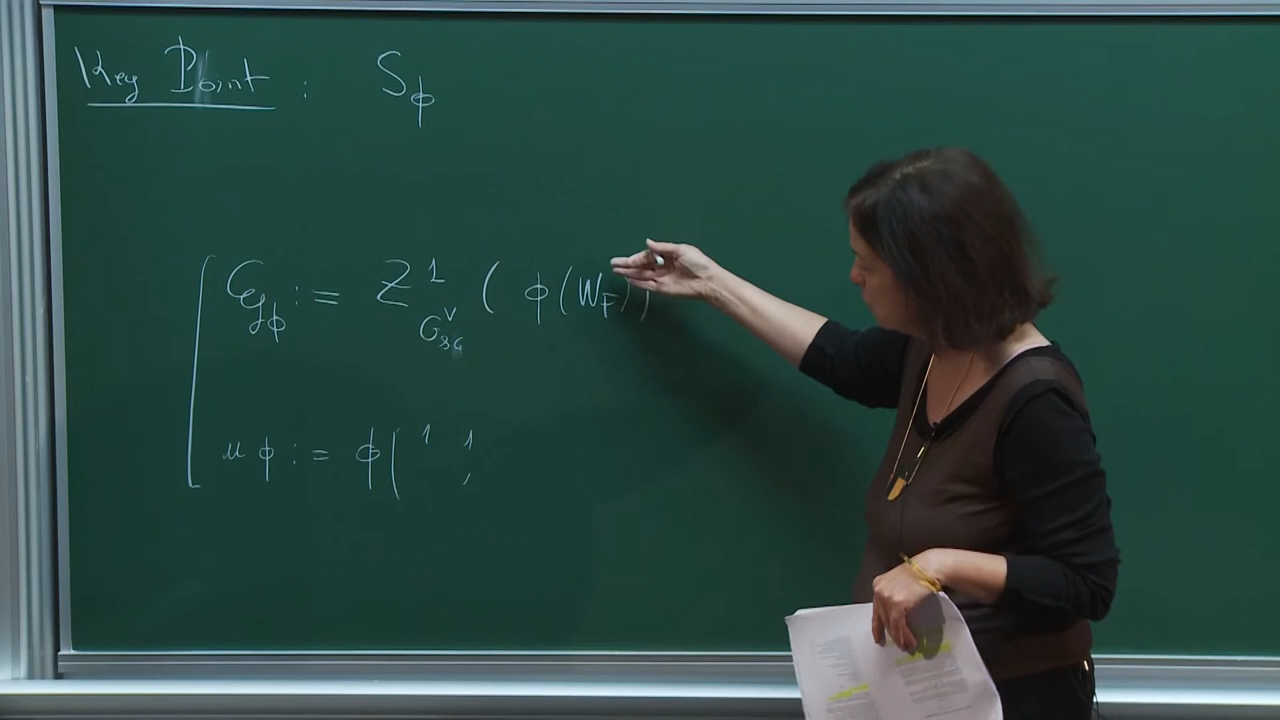 Key Point : S_ϕ
𝒢_ϕ := Z^1_{G^∨_{sc}} ( ϕ(W_F) )
u_ϕ := ϕ| ( 1 1 ,